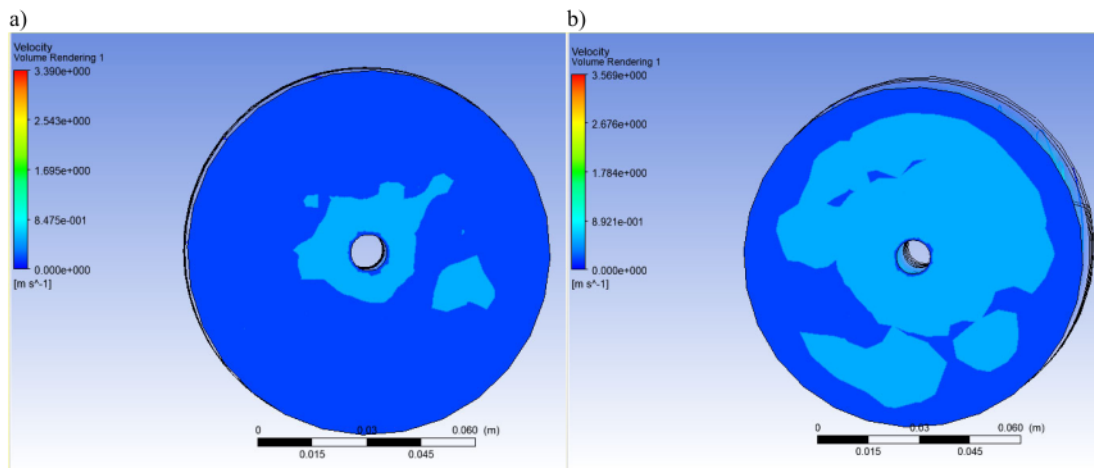 a)
Velocity
Volume Rendering 1
3.390e+000
2.543e+000
1.695e+000
8.475e-001
0.000e+000
[m s^-1]
0 0.03 0.060 (m)
0.015 0.045
b)
Velocity
Volume Rendering 1
3.569e+000
2.676e+000
1.784e+000
8.921e-001
0.000e+000
[m s^-1]
0 0.03 0.060 (m)
0.015 0.045